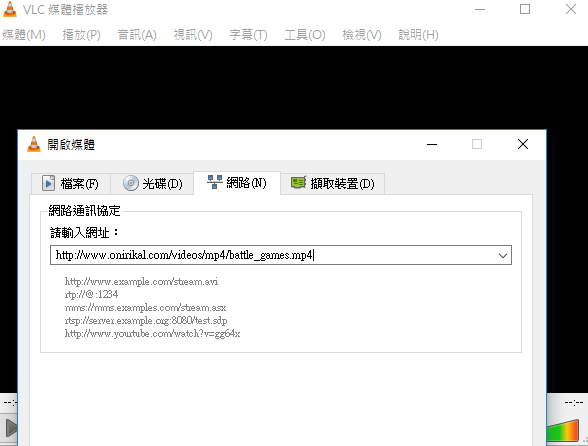 VLC 媒體播放器
媒體(M) 播放(P) 音訊(A) 視訊(V) 字幕(T) 工具(O) 檢視(V) 說明(H)
開啟媒體
檔案(F) 光碟(D) 網路(N) 擷取裝置(D)
網路通訊協定
請輸入網址：
http://www.onirikal.com/videos/mp4/battle_games.mp4
http://www.example.com/stream.avi
rtp://@:1234
mms://mms.examples.com/stream.asx
rtsp://server.example.org:8080/test.sdp
http://www.yourtube.com/watch?v=gg64x
--:-- --:--